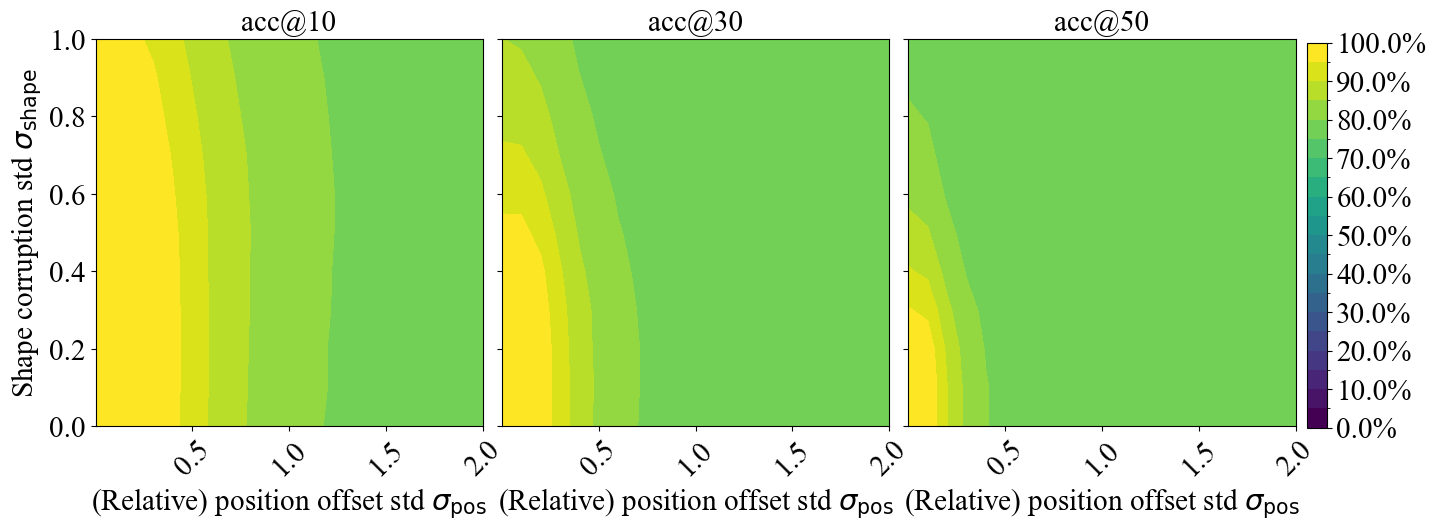 acc@10
acc@30
acc@50
Shape corruption std σshape
1.0
0.8
0.6
0.4
0.2
0.0
0.5 1.0 1.5 2.0
0.5 1.0 1.5 2.0
0.5 1.0 1.5 2.0
(Relative) position offset std σpos
(Relative) position offset std σpos
(Relative) position offset std σpos
100.0%
90.0%
80.0%
70.0%
60.0%
50.0%
40.0%
30.0%
20.0%
10.0%
0.0%